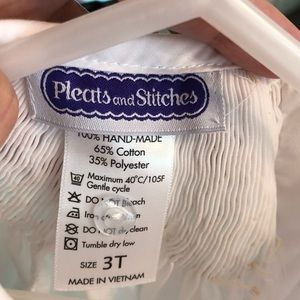 Pleats and Stitches
100% HAND-MADE
65% Cotton
35% Polyester
Maximum 40°C/105F
Gentle cycle
DO NOT Bleach
Iron
DO NOT dry clean
Tumble dry low
SIZE 3T
MADE IN VIETNAM